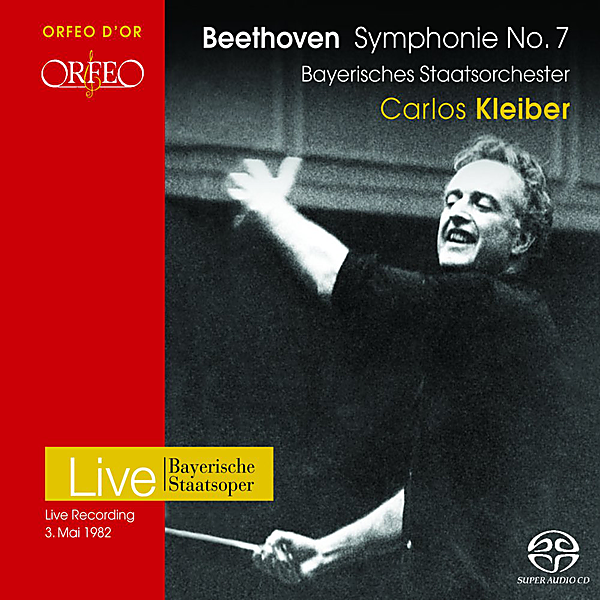 ORFEO D'OR
ORFEO
Beethoven Symphonie No. 7
Bayerisches Staatsorchester
Carlos Kleiber
Live
Bayerische
Staatsoper
Live Recording
3. Mai 1982
SUPER AUDIO CD